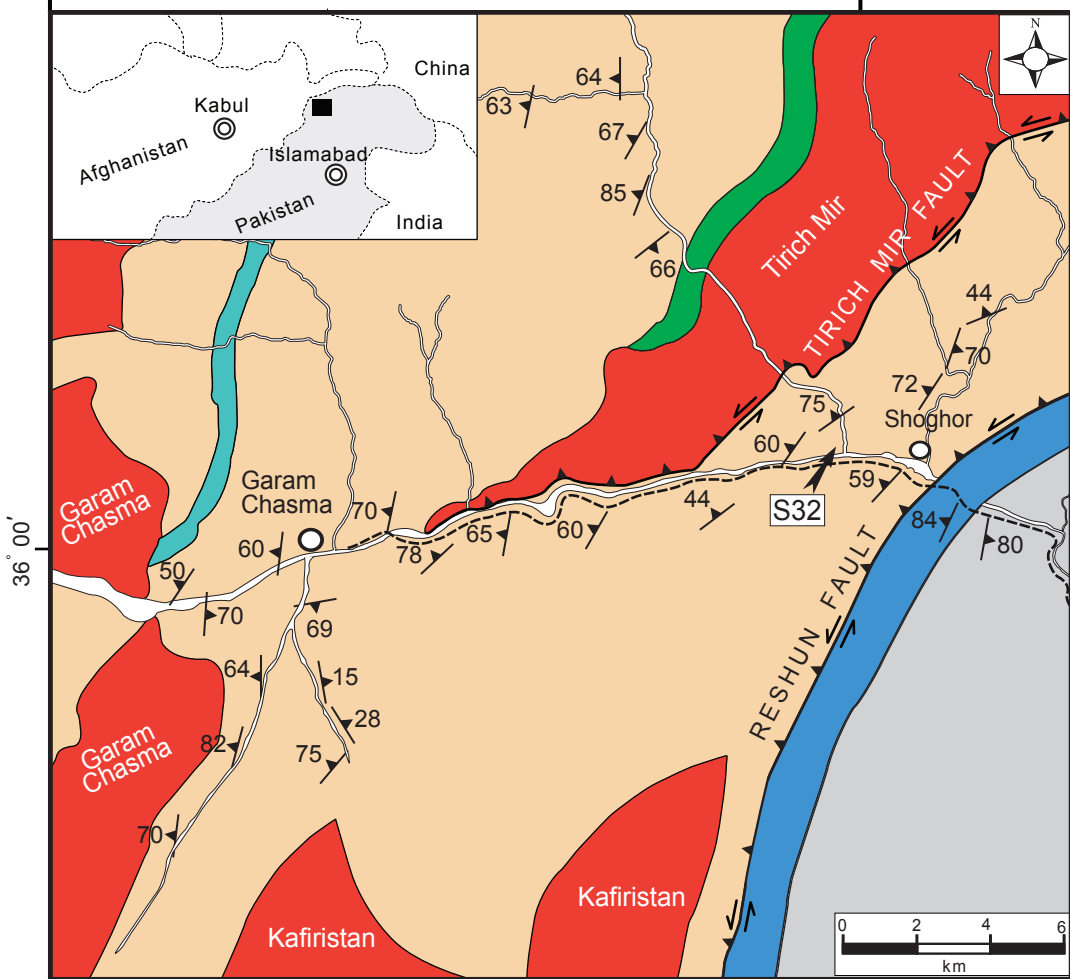 China
Kabul
Afghanistan
Islamabad
Pakistan
India
N
64
63
67
85
66
Tirich Mir
TIRICH MIR FAULT
44
70
72
75
Shoghor
60
59
S32
44
Garam
Chasma
Garam
Chasma
70
65
60
78
84
80
36° 00′
60
50
70
69
64
15
28
82
75
70
Garam
Chasma
RESHUN FAULT
Kafiristan
Kafiristan
0 2 4 6
km